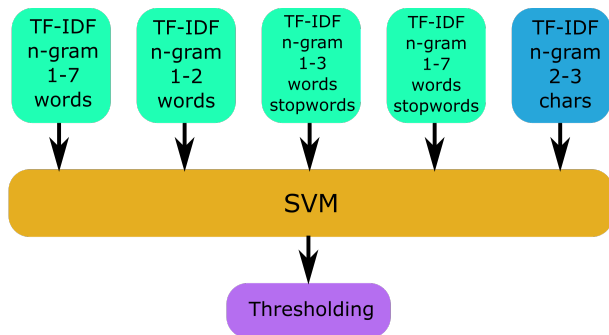 TF-IDF
n-gram
1-7
words
TF-IDF
n-gram
1-2
words
TF-IDF
n-gram
1-3
words
stopwords
TF-IDF
n-gram
1-7
words
stopwords
TF-IDF
n-gram
2-3
chars
SVM
Thresholding